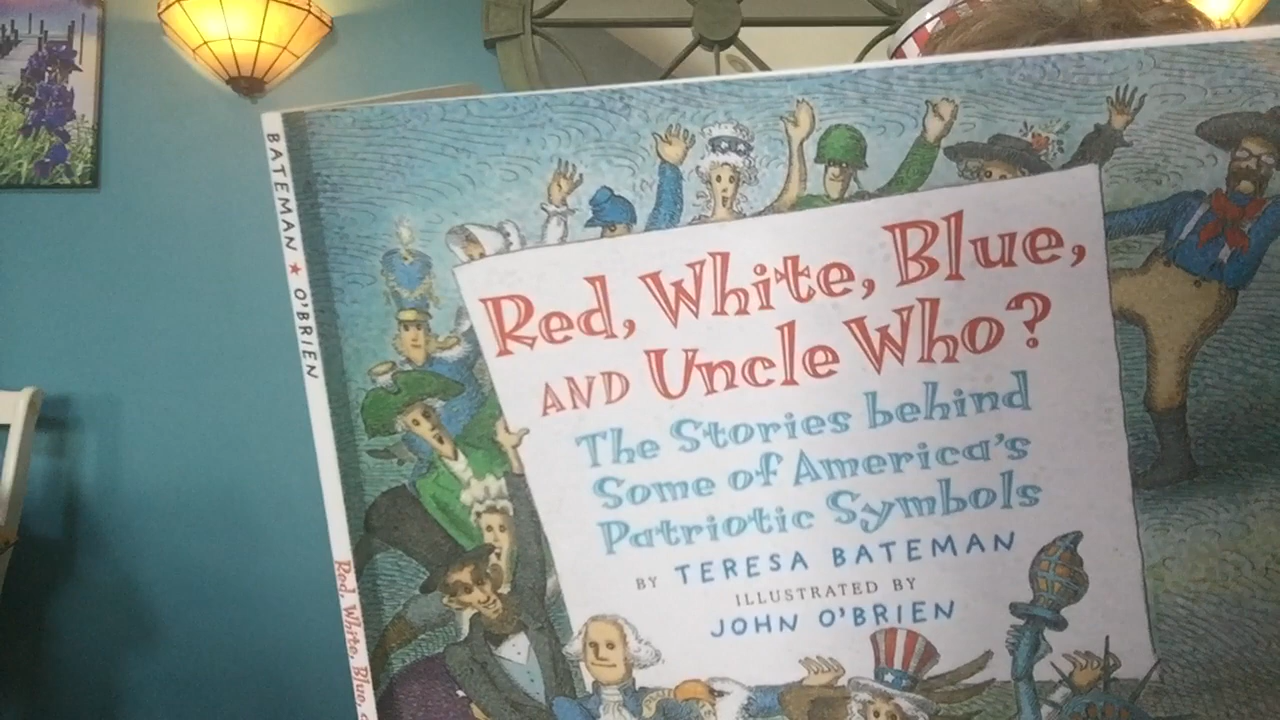 BATEMAN ★ O'BRIEN
Red, White, Blue,
Red, White, Blue,
AND Uncle Who?
The Stories behind
Some of America's
Patriotic Symbols
BY TERESA BATEMAN
ILLUSTRATED BY
JOHN O'BRIEN